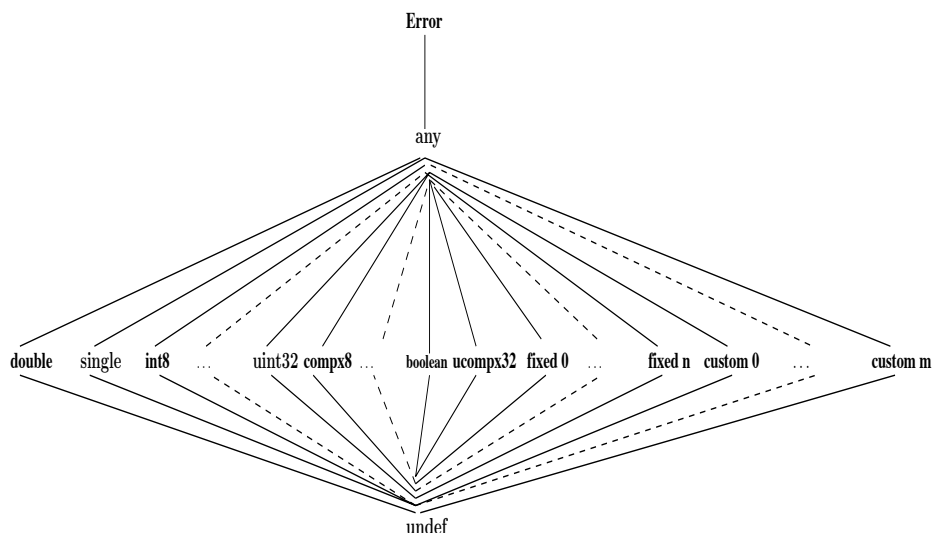 Error
any
double single int8 ... uint32 compx8 ... boolean ucompx32 fixed 0 ... fixed n custom 0 ... custom m
undef